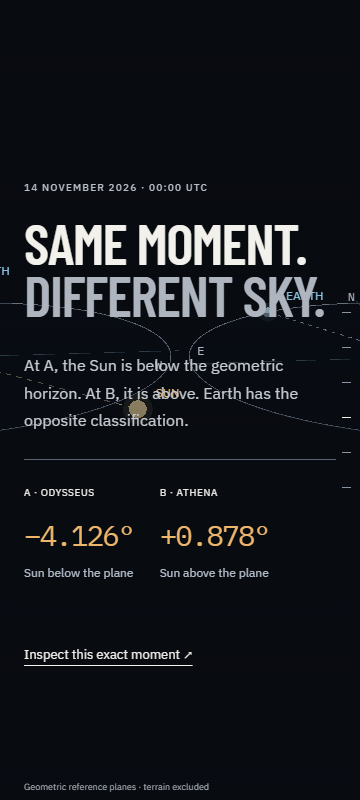 14 NOVEMBER 2026 · 00:00 UTC
SAME MOMENT.
DIFFERENT SKY.
TH
EARTH
N
E
At A, the Sun is below the geometric
horizon. At B, it is above. Earth has the
SUN
opposite classification.
A · ODYSSEUS
B · ATHENA
−4.126°
+0.878°
Sun below the plane
Sun above the plane
Inspect this exact moment ↗
Geometric reference planes · terrain excluded